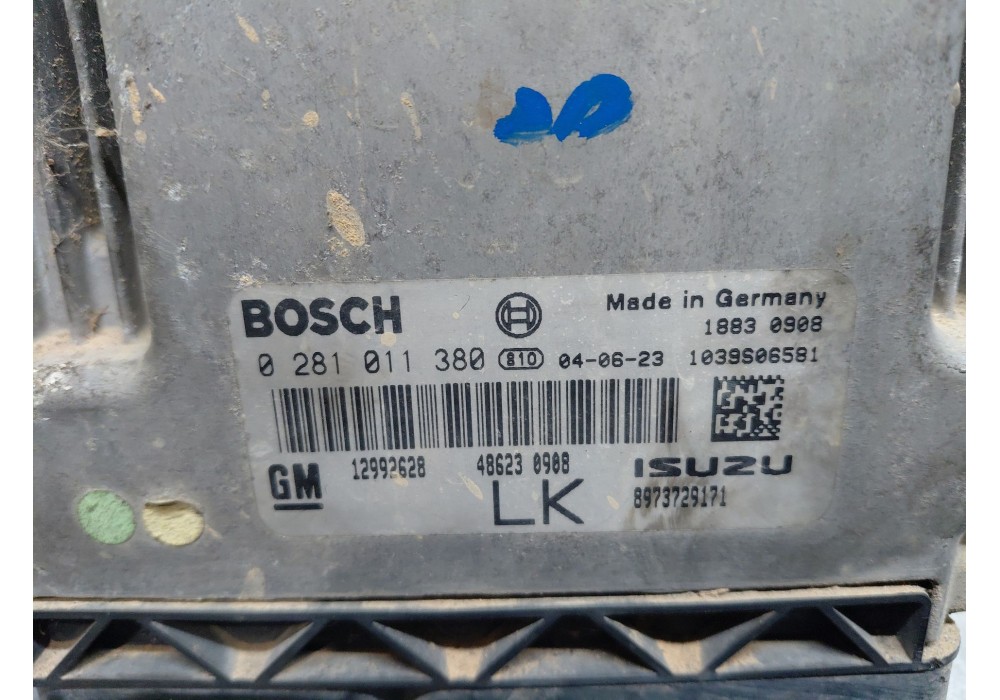 BOSCH Made in Germany
1883 0908
0 281 011 380 810 04-06-23 1039S06581
GM 12992628 48623 0908 ISUZU
LK 8973729171